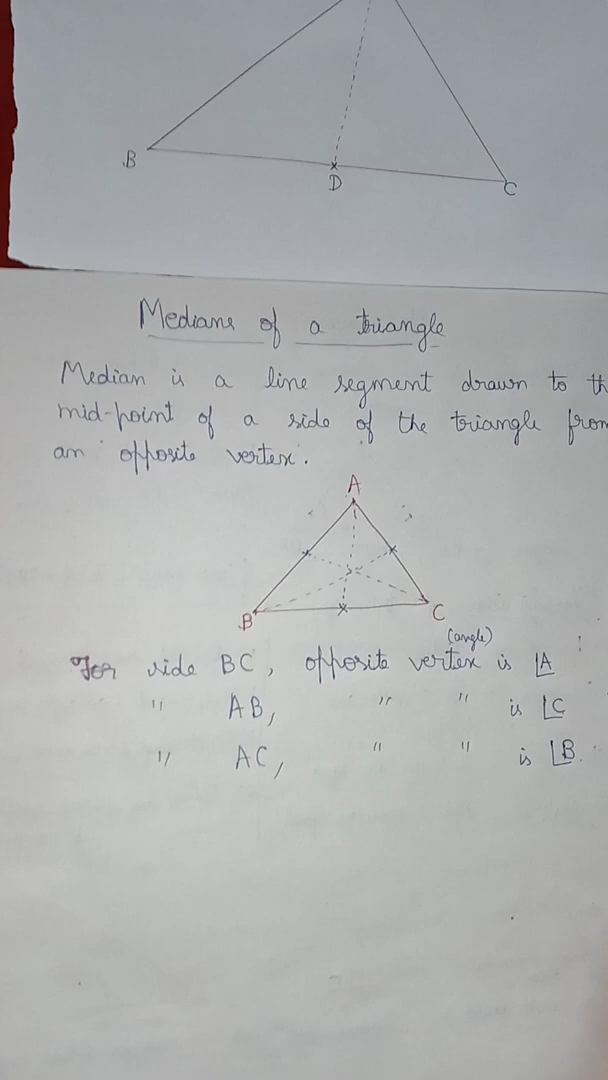 B
D
C
Medians of a triangle
Median is a line segment drawn to th
mid-point of a side of the triangle from
an opposite vertex.
A
B
C
(angle)
For side BC, opposite vertex is ∠A
" AB, " " is ∠C
" AC, " " is ∠B.